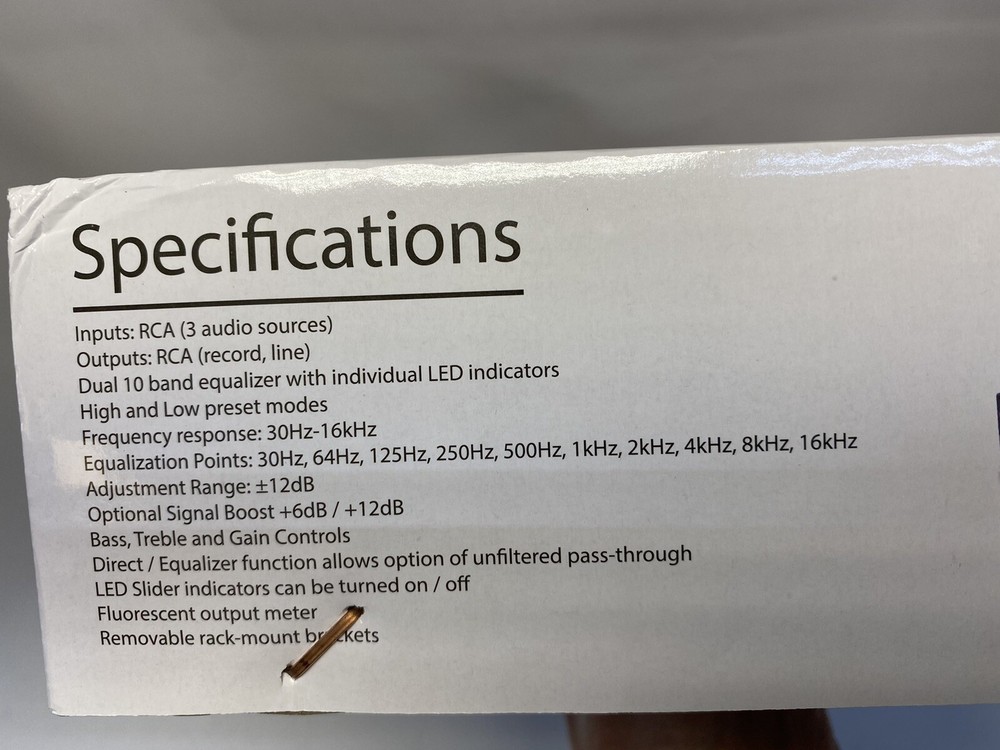 Specifications
Inputs: RCA (3 audio sources)
Outputs: RCA (record, line)
Dual 10 band equalizer with individual LED indicators
High and Low preset modes
Frequency response: 30Hz-16kHz
Equalization Points: 30Hz, 64Hz, 125Hz, 250Hz, 500Hz, 1kHz, 2kHz, 4kHz, 8kHz, 16kHz
Adjustment Range: ±12dB
Optional Signal Boost +6dB / +12dB
Bass, Treble and Gain Controls
Direct / Equalizer function allows option of unfiltered pass-through
LED Slider indicators can be turned on / off
Fluorescent output meter
Removable rack-mount brackets